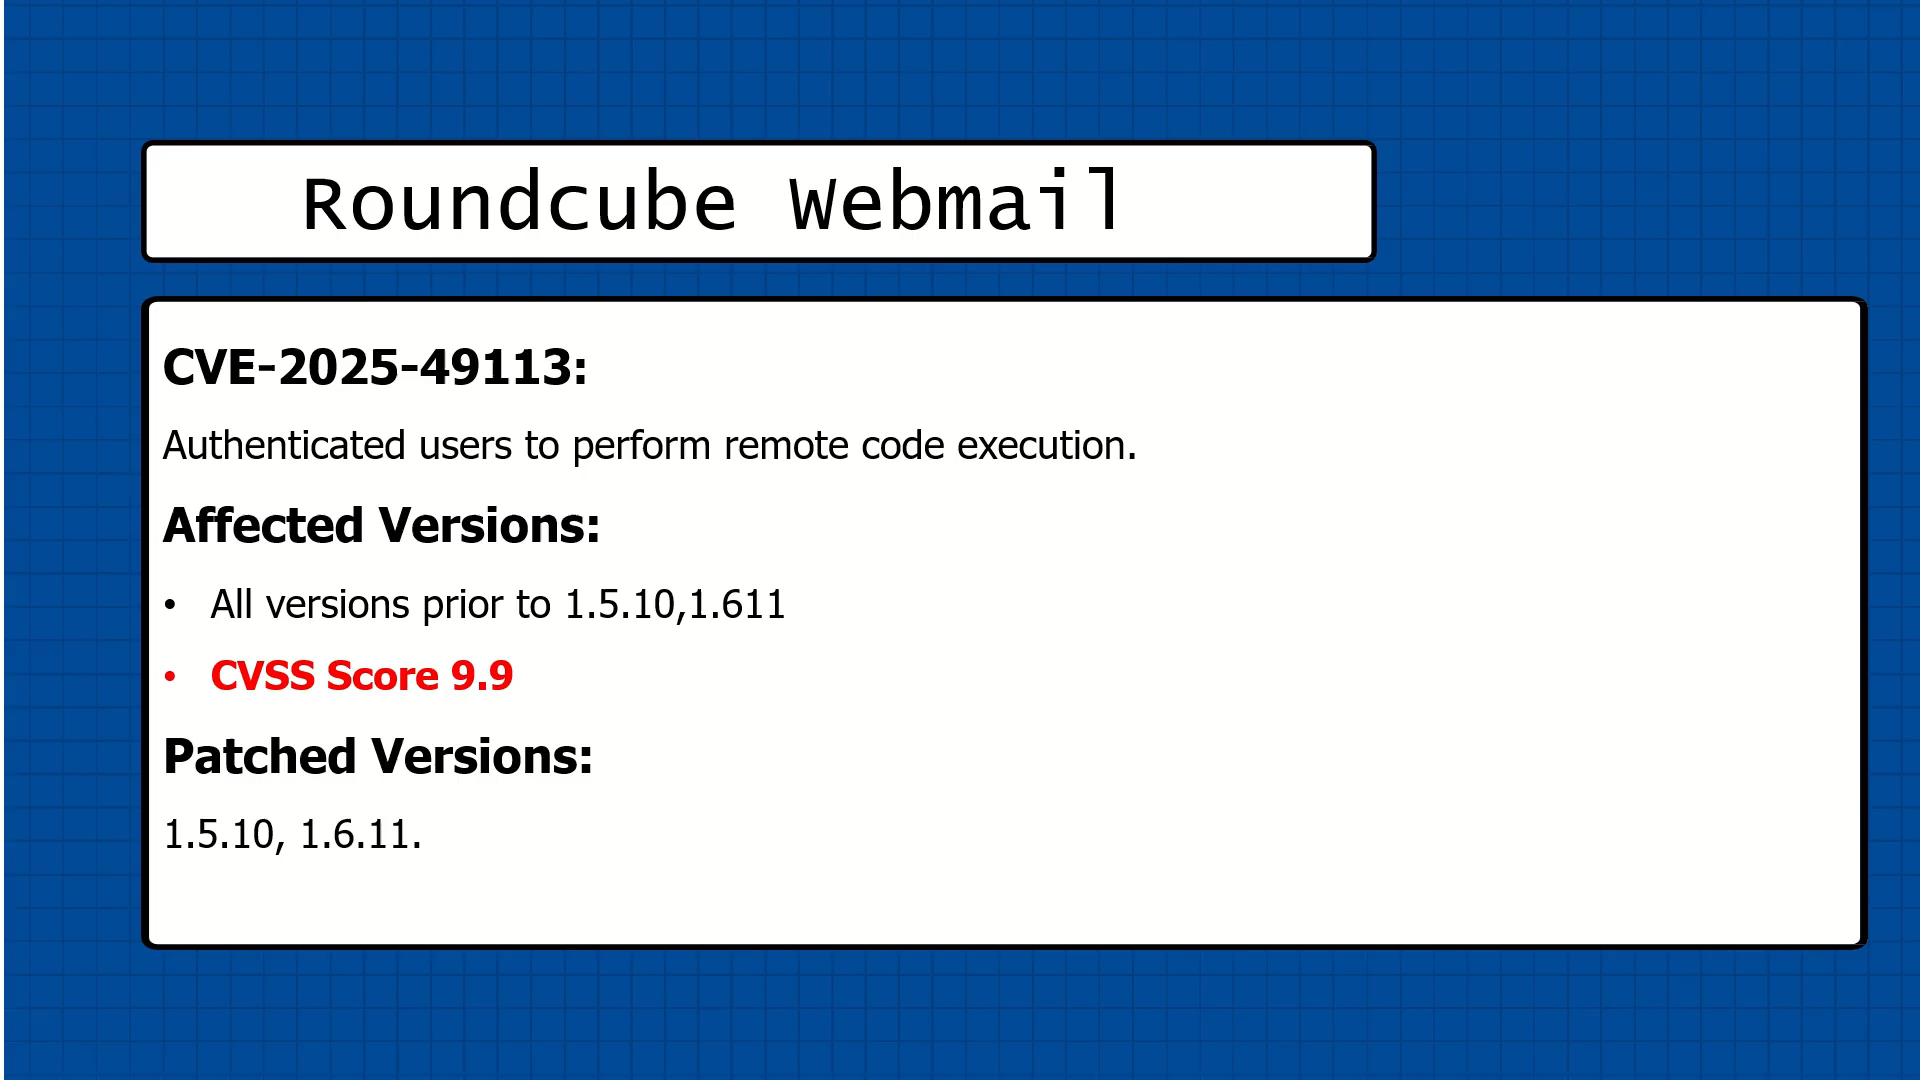 Roundcube Webmail
CVE-2025-49113:
Authenticated users to perform remote code execution.
Affected Versions:
• All versions prior to 1.5.10,1.611
• CVSS Score 9.9
Patched Versions:
1.5.10, 1.6.11.